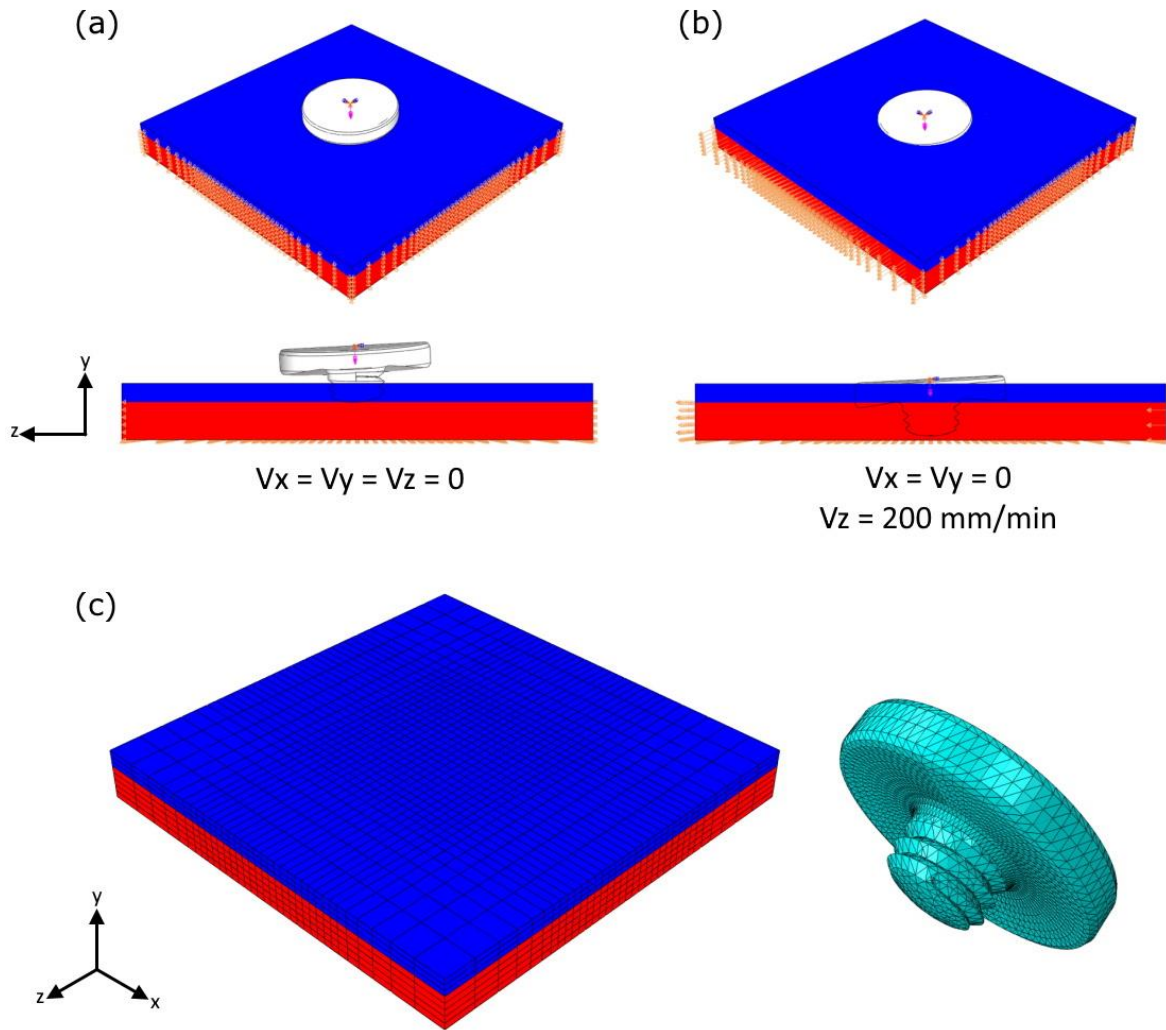 (a)
(b)
y
z
Vx = Vy = Vz = 0
Vx = Vy = 0
Vz = 200 mm/min
(c)
y
z
x